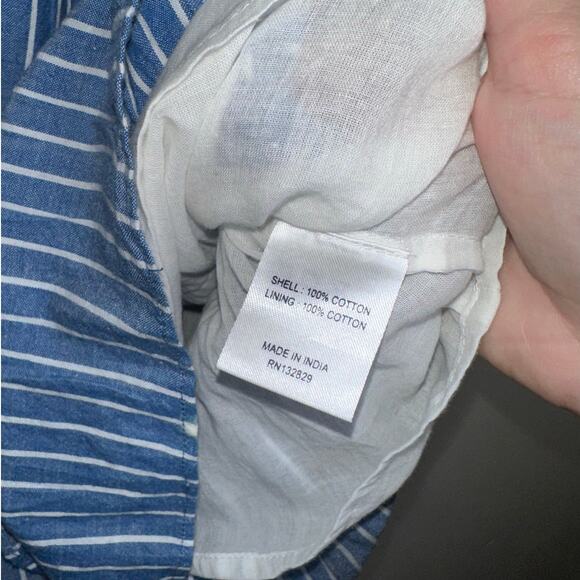 SHELL : 100% COTTON
LINING - 100% COTTON
MADE IN INDIA
RN132829